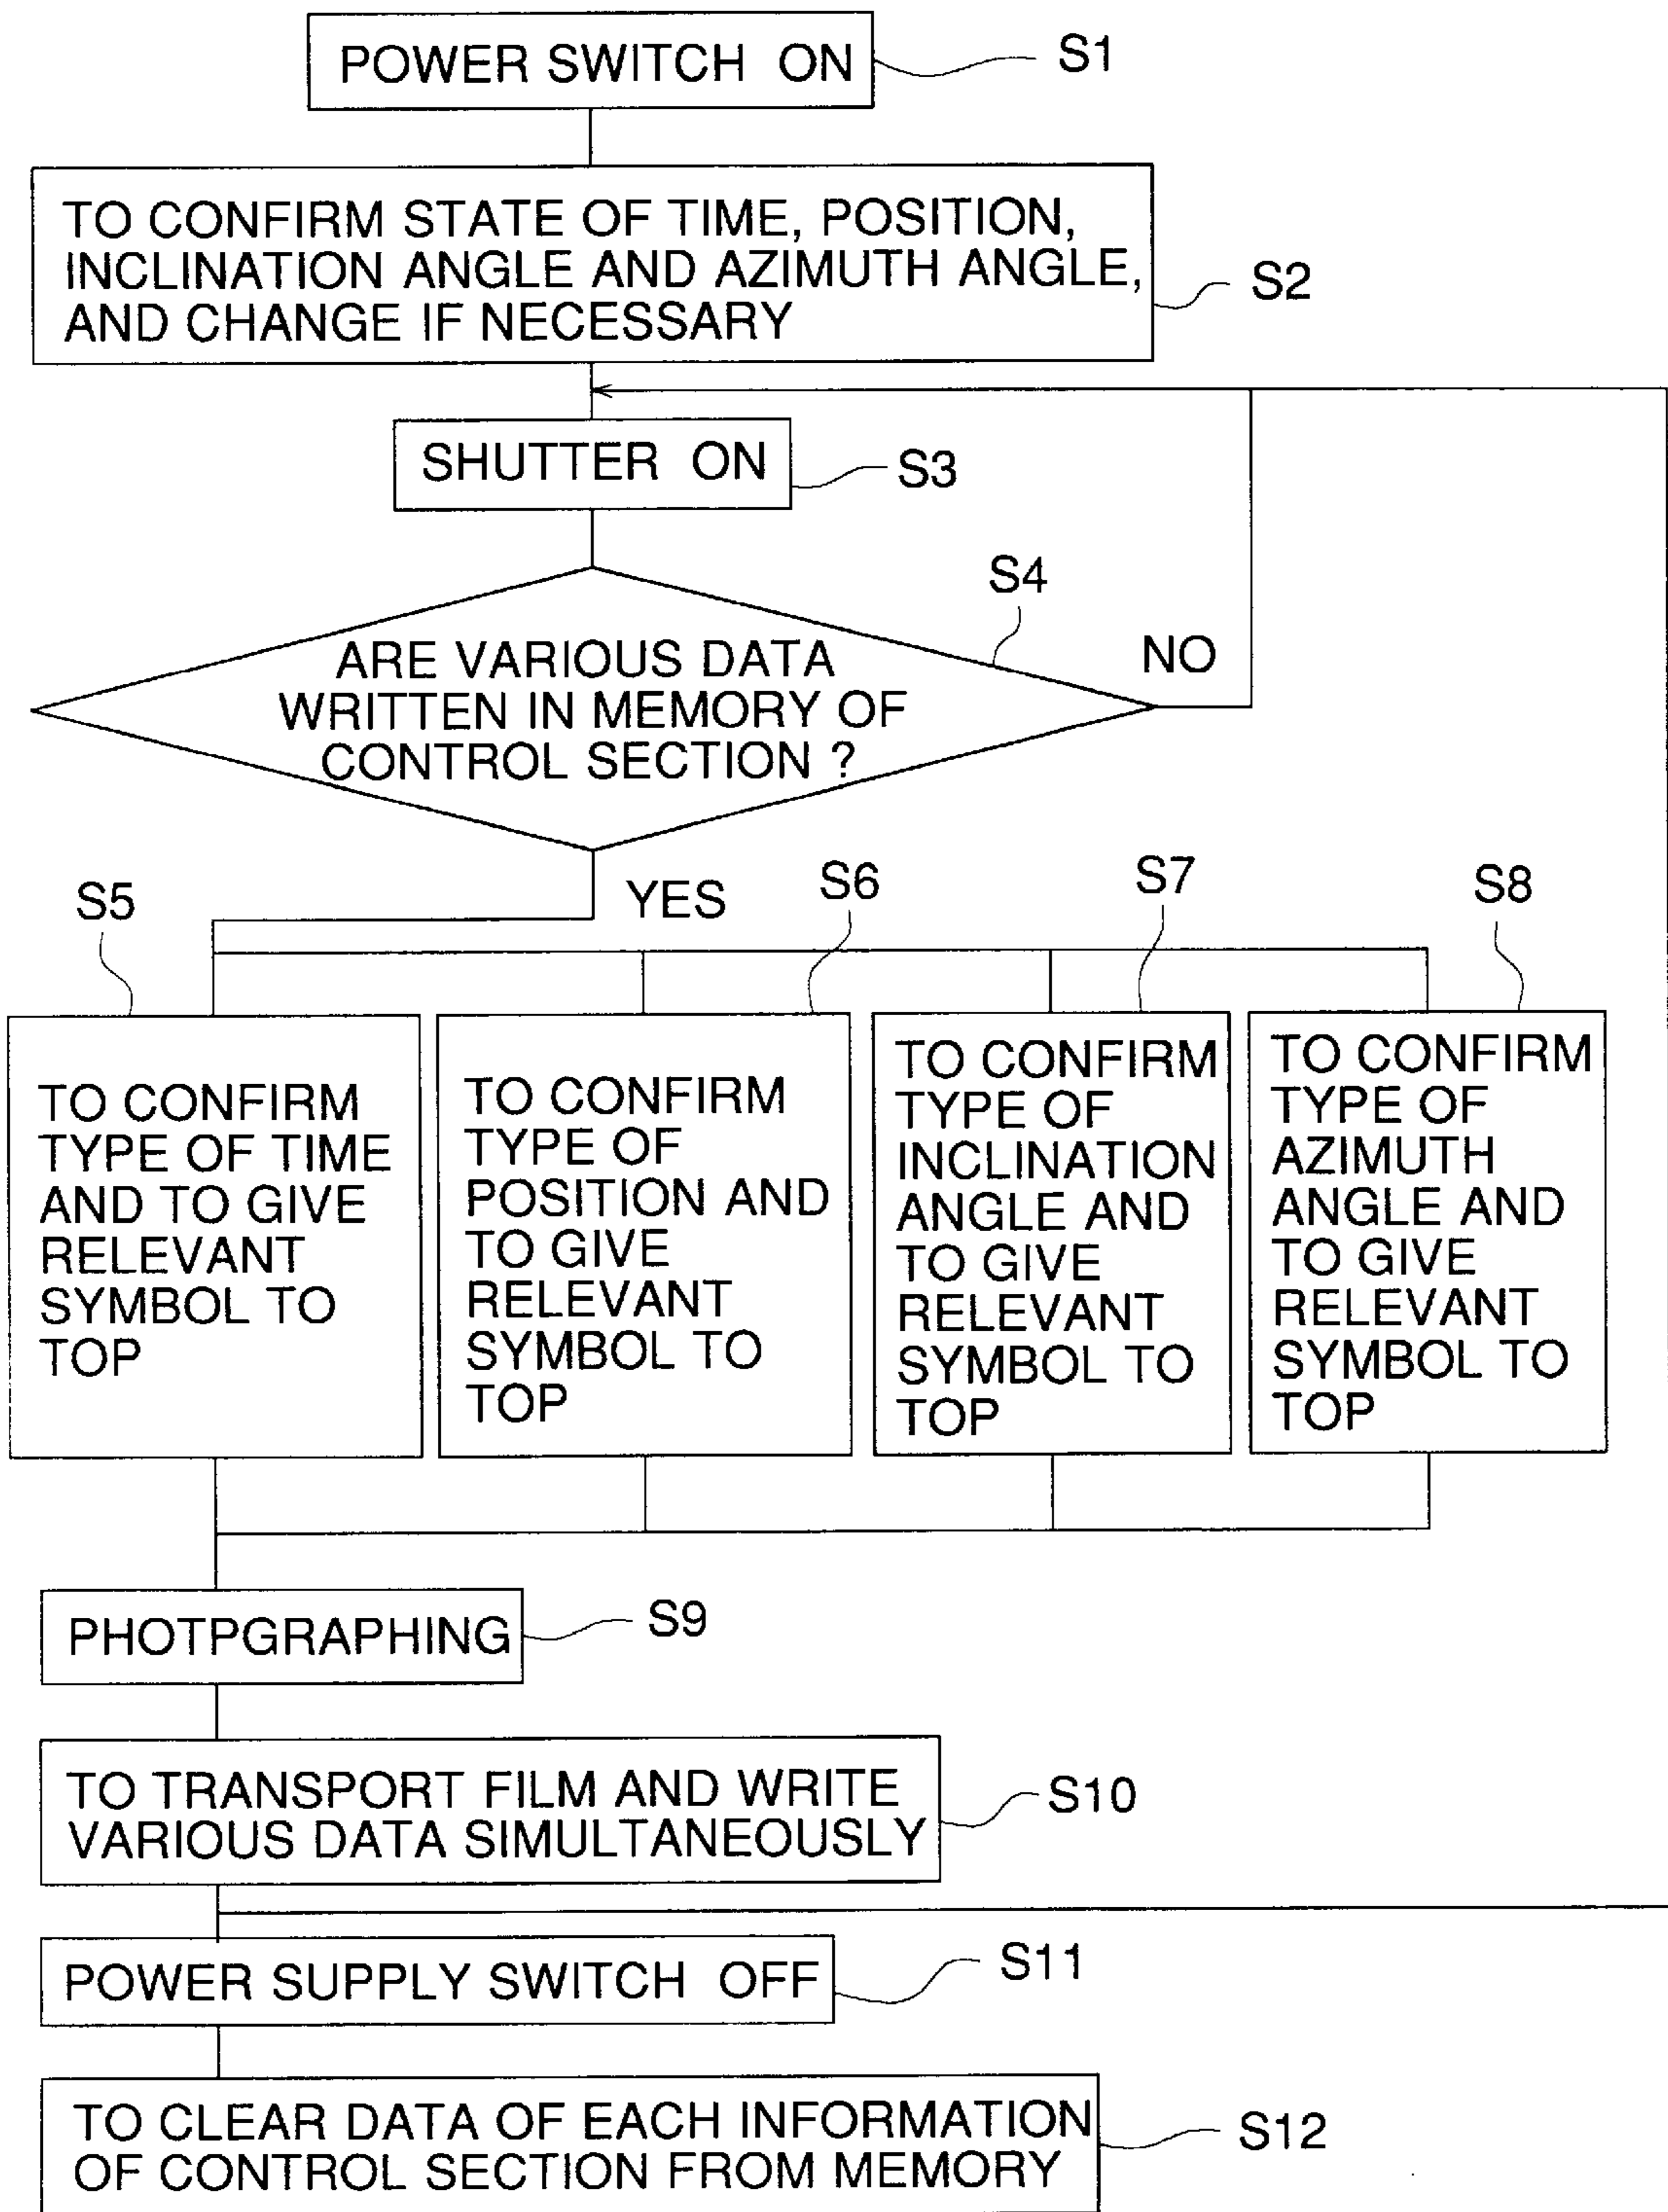 POWER SWITCH ON
S1
TO CONFIRM STATE OF TIME, POSITION,
INCLINATION ANGLE AND AZIMUTH ANGLE,
AND CHANGE IF NECESSARY
S2
SHUTTER ON
S3
S4
ARE VARIOUS DATA
WRITTEN IN MEMORY OF
CONTROL SECTION ?
NO
YES
S5
TO CONFIRM
TYPE OF TIME
AND TO GIVE
RELEVANT
SYMBOL TO
TOP
S6
TO CONFIRM
TYPE OF
POSITION AND
TO GIVE
RELEVANT
SYMBOL TO
TOP
S7
TO CONFIRM
TYPE OF
INCLINATION
ANGLE AND
TO GIVE
RELEVANT
SYMBOL TO
TOP
S8
TO CONFIRM
TYPE OF
AZIMUTH
ANGLE AND
TO GIVE
RELEVANT
SYMBOL TO
TOP
PHOTPGRAPHING
S9
TO TRANSPORT FILM AND WRITE
VARIOUS DATA SIMULTANEOUSLY
S10
POWER SUPPLY SWITCH OFF
S11
TO CLEAR DATA OF EACH INFORMATION
OF CONTROL SECTION FROM MEMORY
S12